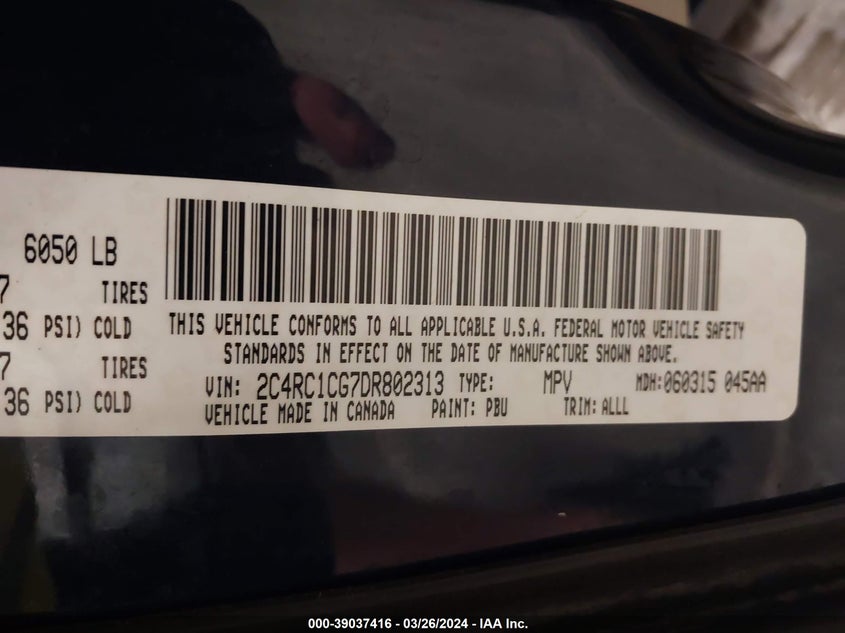 6050 LB
7 TIRES
36 PSI) COLD
7 TIRES
36 PSI) COLD
THIS VEHICLE CONFORMS TO ALL APPLICABLE U.S.A. FEDERAL MOTOR VEHICLE SAFETY
STANDARDS IN EFFECT ON THE DATE OF MANUFACTURE SHOWN ABOVE.
VIN: 2C4RC1CG7DR802313 TYPE: MPV MDH: 060315 045AA
VEHICLE MADE IN CANADA PAINT: PBU TRIM: ALLL
000-39037416 - 03/26/2024 - IAA Inc.